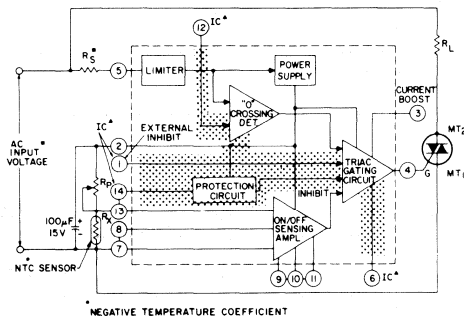 12
IC▲
RS*
5
LIMITER
POWER
SUPPLY
RL
"0"
CROSSING
DET.
CURRENT
BOOST
3
MT2
G
MT1
4
AC
INPUT
VOLTAGE
*
IC▲
EXTERNAL
INHIBIT
2
1
14
13
8
7
RP
RX
100µF
15V
+
-
PROTECTION
CIRCUIT
TRIAC
GATING
CIRCUIT
INHIBIT
ON/OFF
SENSING
AMPL
9
10
11
6
IC▲
NTC SENSOR
* NEGATIVE TEMPERATURE COEFFICIENT